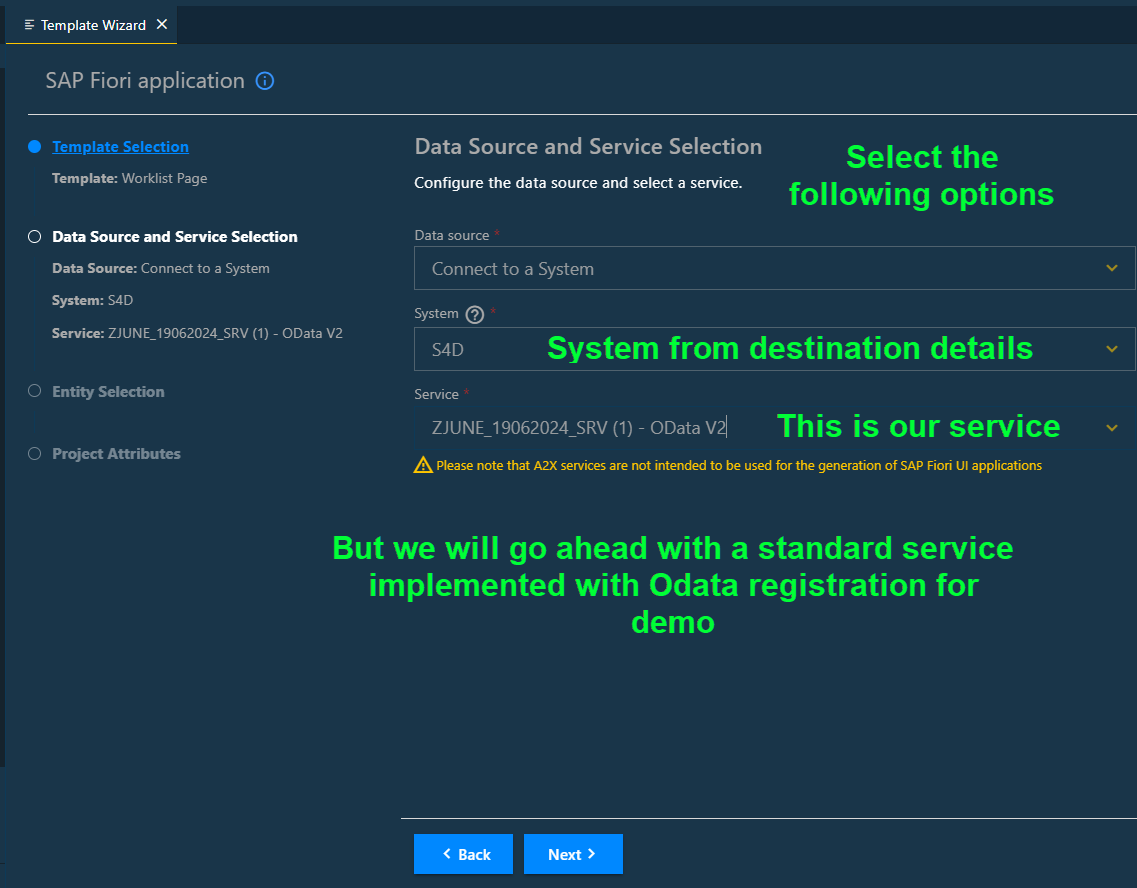 Template Wizard
SAP Fiori application
Template Selection
Template: Worklist Page
Data Source and Service Selection
Data Source: Connect to a System
System: S4D
Service: ZJUNE_19062024_SRV (1) - OData V2
Entity Selection
Project Attributes
Data Source and Service Selection
Configure the data source and select a service.
Select the
following options
Data source *
Connect to a System
System ? *
S4D
System from destination details
Service *
ZJUNE_19062024_SRV (1) - OData V2
This is our service
Please note that A2X services are not intended to be used for the generation of SAP Fiori UI applications
But we will go ahead with a standard service
implemented with Odata registration for
demo
< Back
Next >